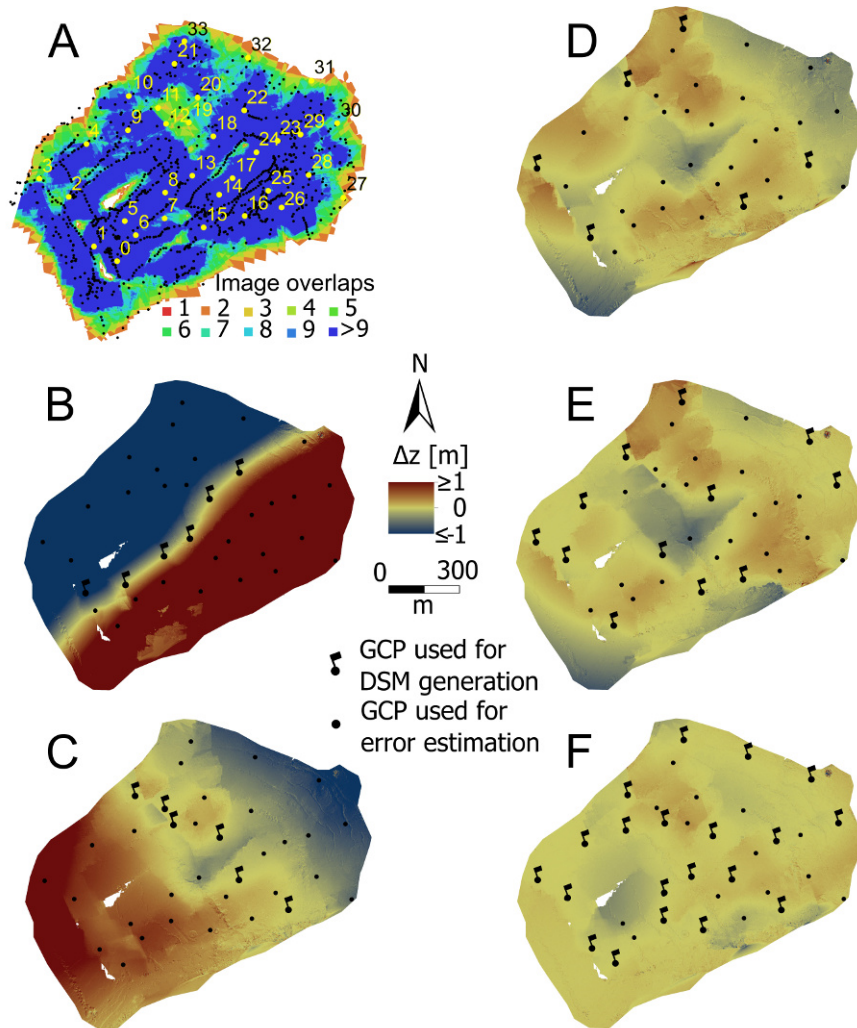 A
33
32
21
31
10
20
11
30
12
19
22
9
4
18
23
29
24
3
13
17
28
8
2
14
25
27
5
7
26
6
16
15
1
0
Image overlaps
1 2 3 4 5
6 7 8 9 >9
D
B
N
Δz [m]
≥1
0
≤-1
0 300
m
E
GCP used for
DSM generation
GCP used for
error estimation
C
F